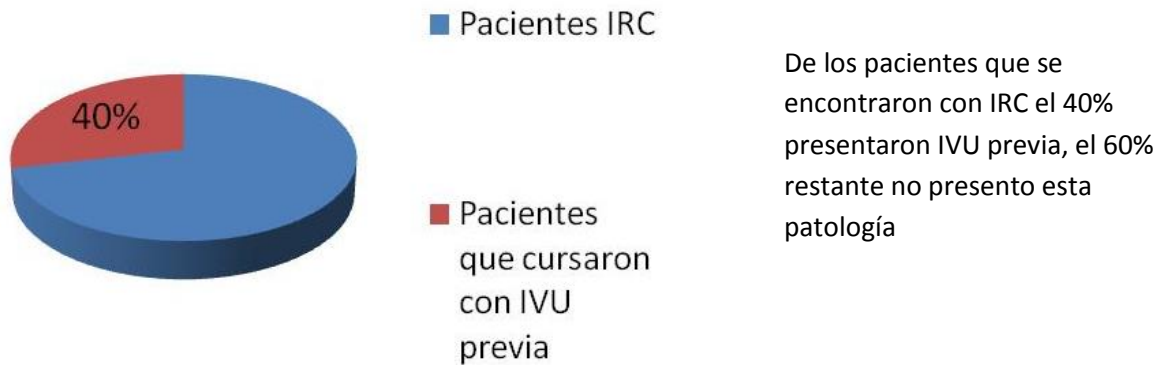 Pacientes IRC
40%
Pacientes
que cursaron
con IVU
previa
De los pacientes que se
encontraron con IRC el 40%
presentaron IVU previa, el 60%
restante no presento esta
patología